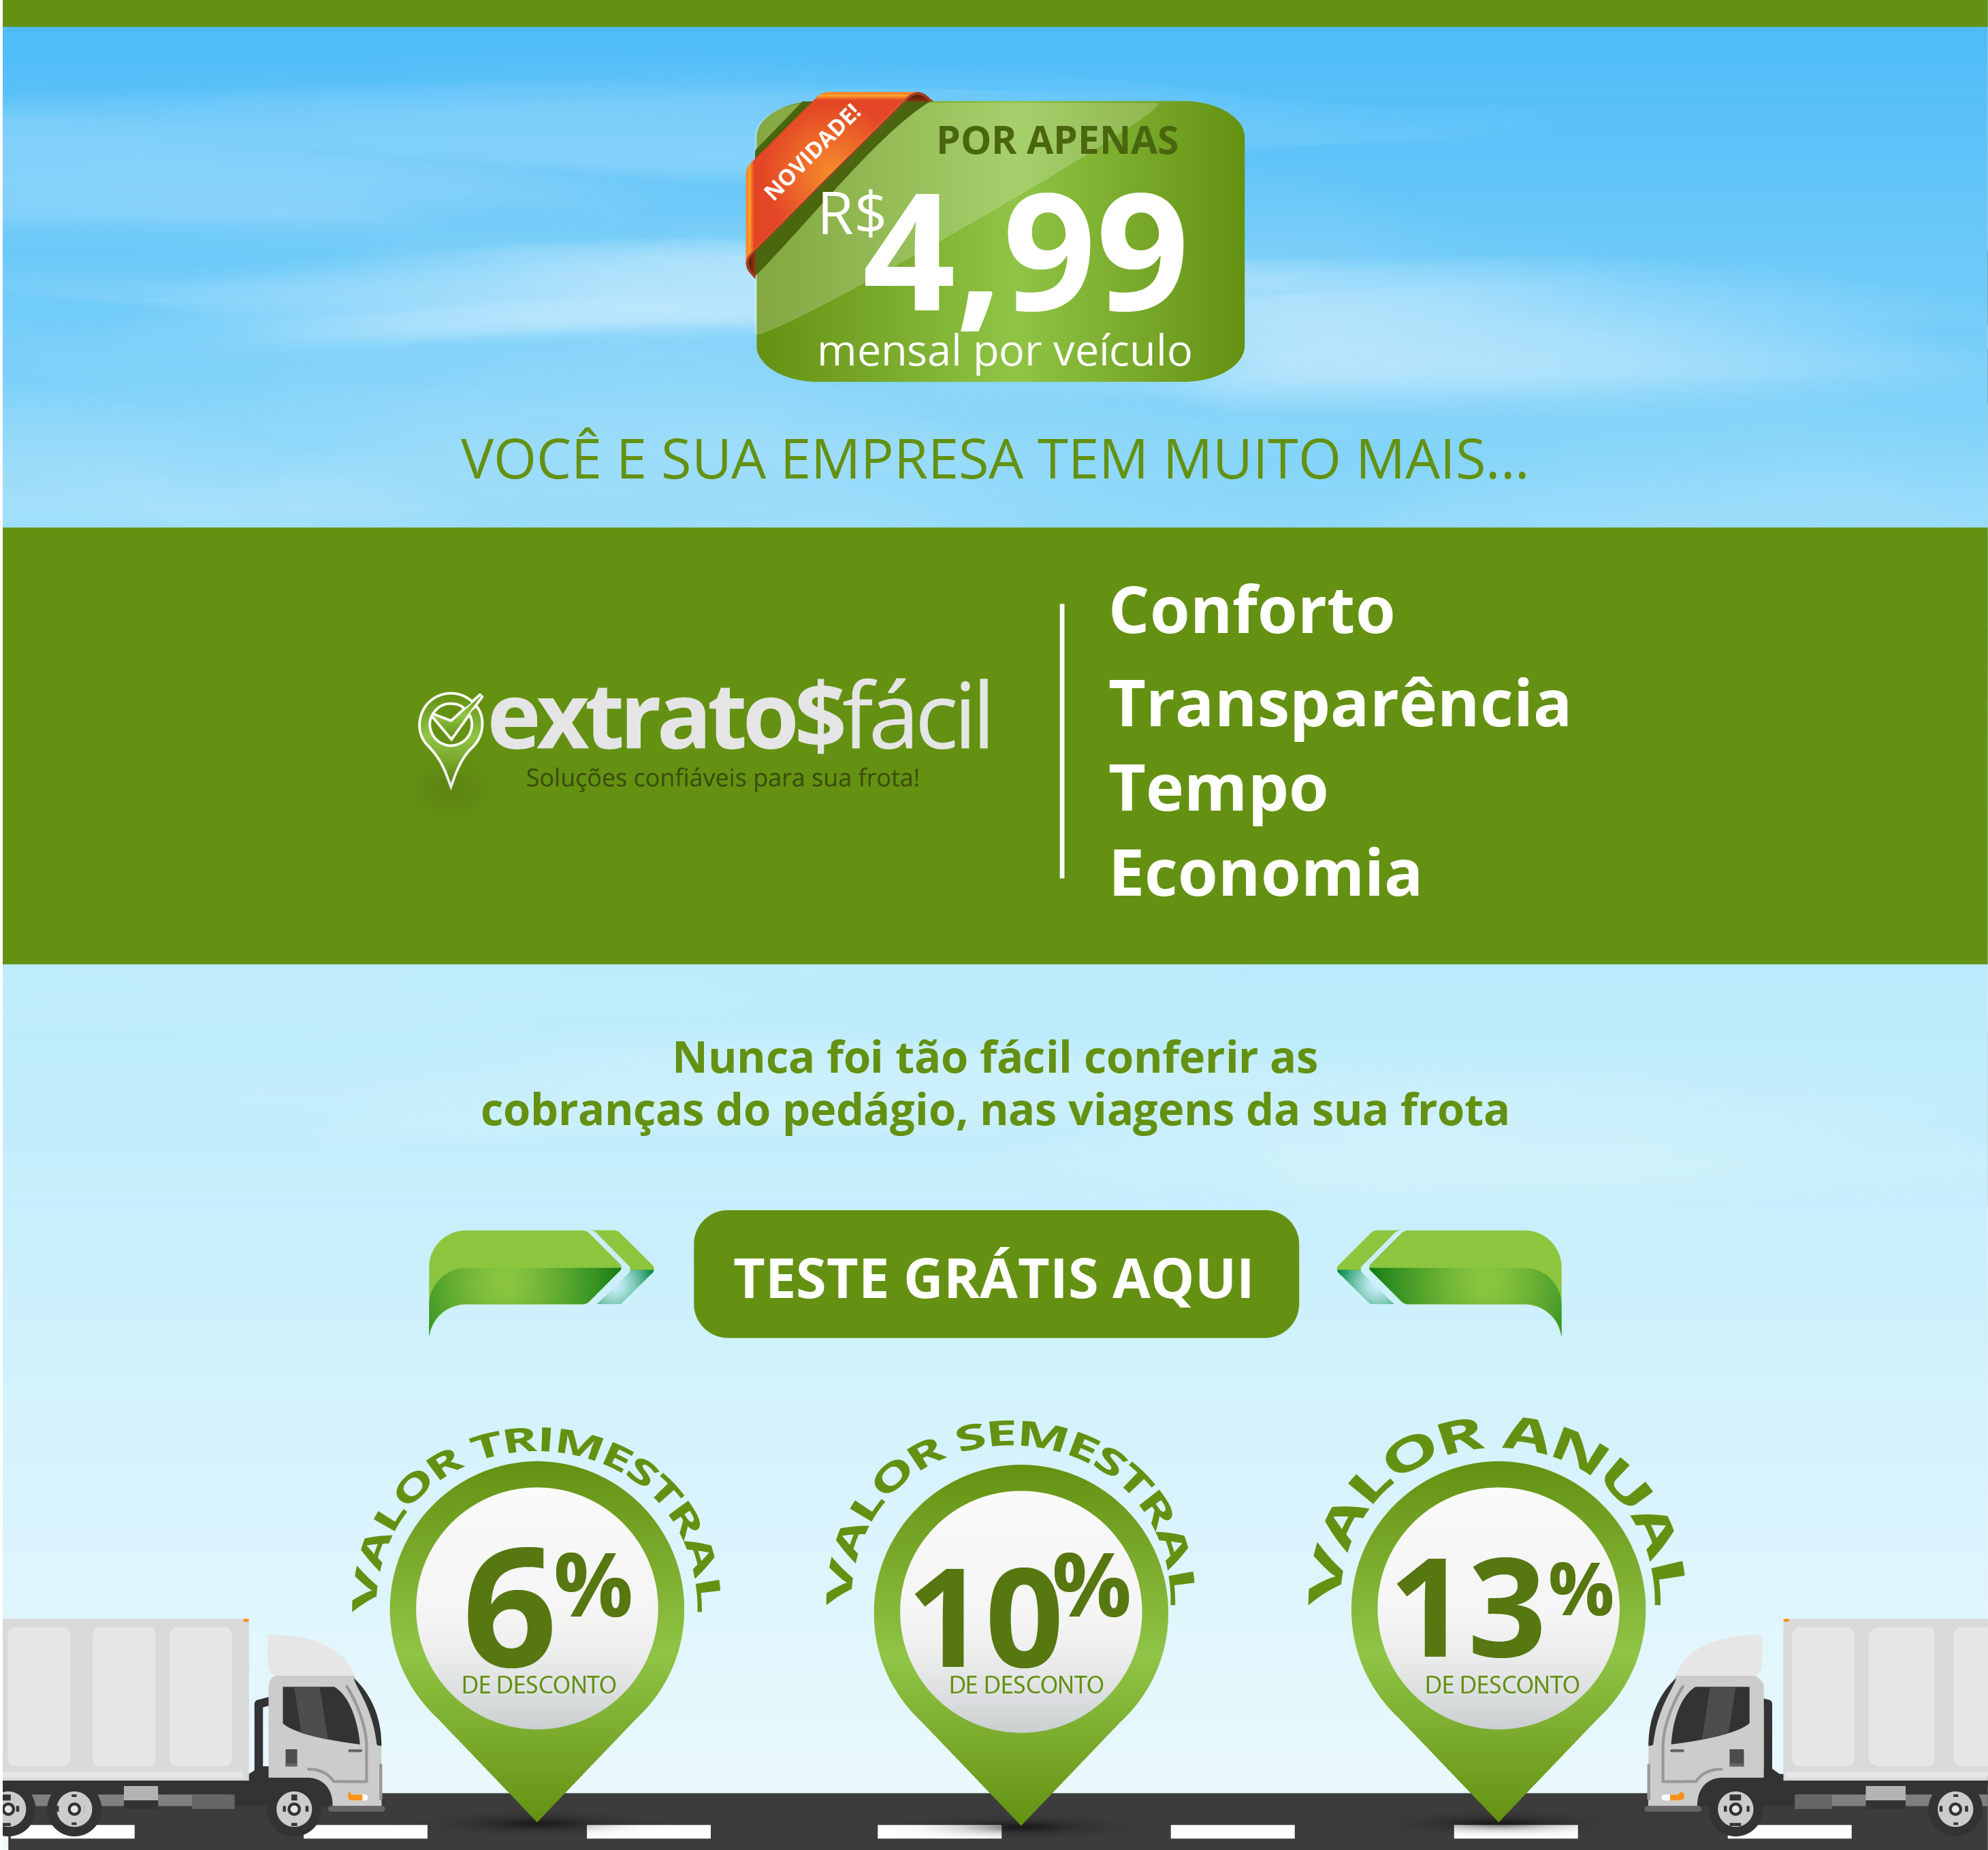 NOVIDADE!
POR APENAS
R$4,99
mensal por veículo
VOCÊ E SUA EMPRESA TEM MUITO MAIS...
extrato$fácil
Soluções confiáveis para sua frota!
Conforto
Transparência
Tempo
Economia
Nunca foi tão fácil conferir as
cobranças do pedágio, nas viagens da sua frota
TESTE GRÁTIS AQUI
VALOR TRIMESTRAL
6%
DE DESCONTO
VALOR SEMESTRAL
10%
DE DESCONTO
VALOR ANUAL
13%
DE DESCONTO